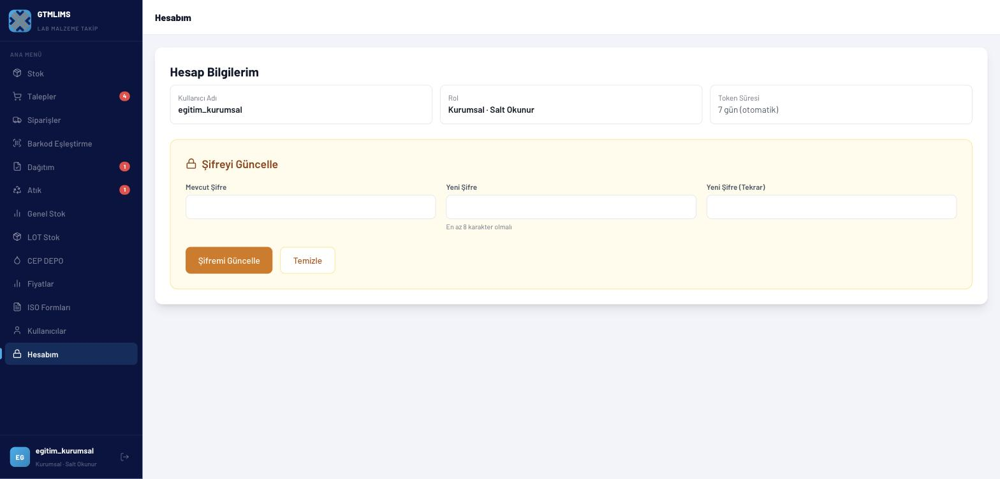 GTMLIMS
LAB MALZEME TAKİP
ANA MENÜ
Stok
Talepler 4
Siparişler
Barkod Eşleştirme
Dağıtım 1
Atık 1
Genel Stok
LOT Stok
CEP DEPO
Fiyatlar
ISO Formları
Kullanıcılar
Hesabım
EG
egitim_kurumsal
Kurumsal · Salt Okunur
Hesabım
Hesap Bilgilerim
Kullanıcı Adı
egitim_kurumsal
Rol
Kurumsal · Salt Okunur
Token Süresi
7 gün (otomatik)
Şifreyi Güncelle
Mevcut Şifre
Yeni Şifre
En az 8 karakter olmalı
Yeni Şifre (Tekrar)
Şifremi Güncelle
Temizle